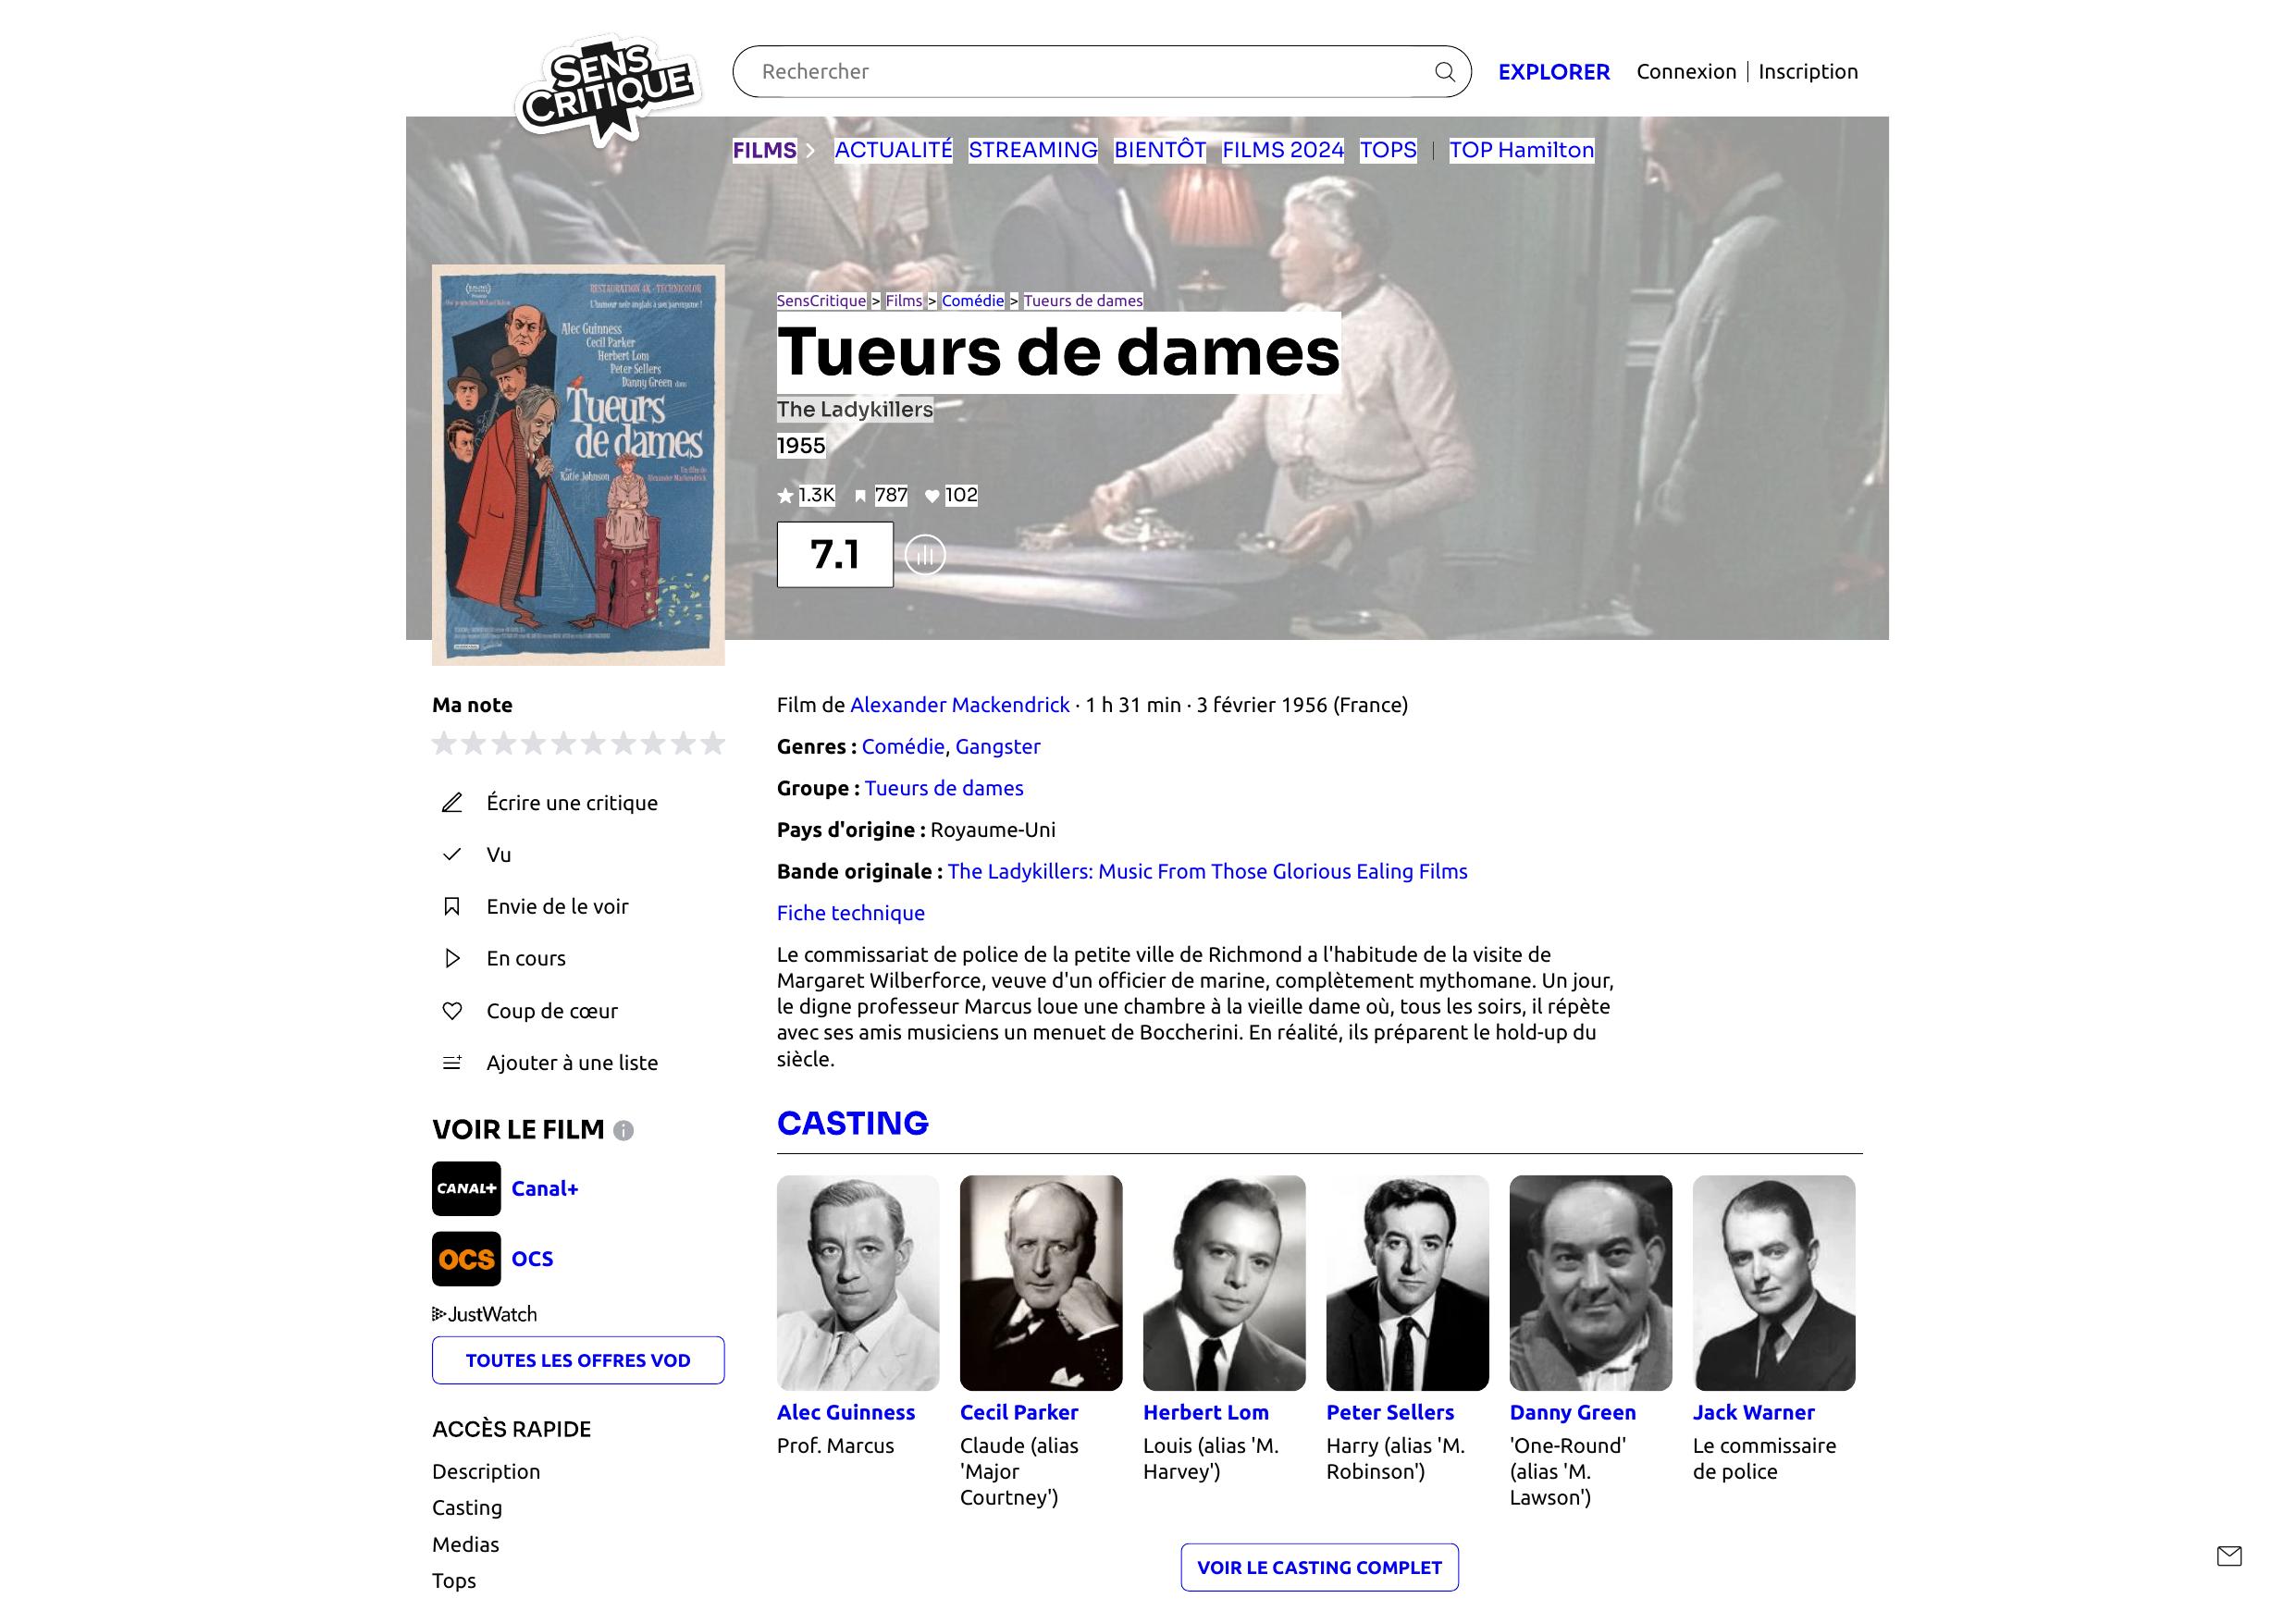 SENS
CRITIQUE
Rechercher
EXPLORER
Connexion | Inscription
FILMS
ACTUALITÉ
STREAMING
BIENTÔT
FILMS 2024
TOPS
TOP Hamilton
RESTAURATION 4K - TECHNICOLOR
L'humour noir anglais à son paroxysme !
Alec Guinness
Cecil Parker
Herbert Lom
Peter Sellers
Danny Green dans
Tueurs
de dames
Katie Johnson
Un film de
Alexander Mackendrick
SensCritique > Films > Comédie > Tueurs de dames
Tueurs de dames
The Ladykillers
1955
1.3K 787 102
7.1
Ma note
Écrire une critique
Vu
Envie de le voir
En cours
Coup de cœur
Ajouter à une liste
VOIR LE FILM
CANAL+ Canal+
OCS OCS
JustWatch
TOUTES LES OFFRES VOD
ACCÈS RAPIDE
Description
Casting
Medias
Tops
Film de Alexander Mackendrick · 1 h 31 min · 3 février 1956 (France)
Genres : Comédie, Gangster
Groupe : Tueurs de dames
Pays d'origine : Royaume-Uni
Bande originale : The Ladykillers: Music From Those Glorious Ealing Films
Fiche technique
Le commissariat de police de la petite ville de Richmond a l'habitude de la visite de
Margaret Wilberforce, veuve d'un officier de marine, complètement mythomane. Un jour,
le digne professeur Marcus loue une chambre à la vieille dame où, tous les soirs, il répète
avec ses amis musiciens un menuet de Boccherini. En réalité, ils préparent le hold-up du
siècle.
CASTING
Alec Guinness
Prof. Marcus
Cecil Parker
Claude (alias
'Major
Courtney')
Herbert Lom
Louis (alias 'M.
Harvey')
Peter Sellers
Harry (alias 'M.
Robinson')
Danny Green
'One-Round'
(alias 'M.
Lawson')
Jack Warner
Le commissaire
de police
VOIR LE CASTING COMPLET